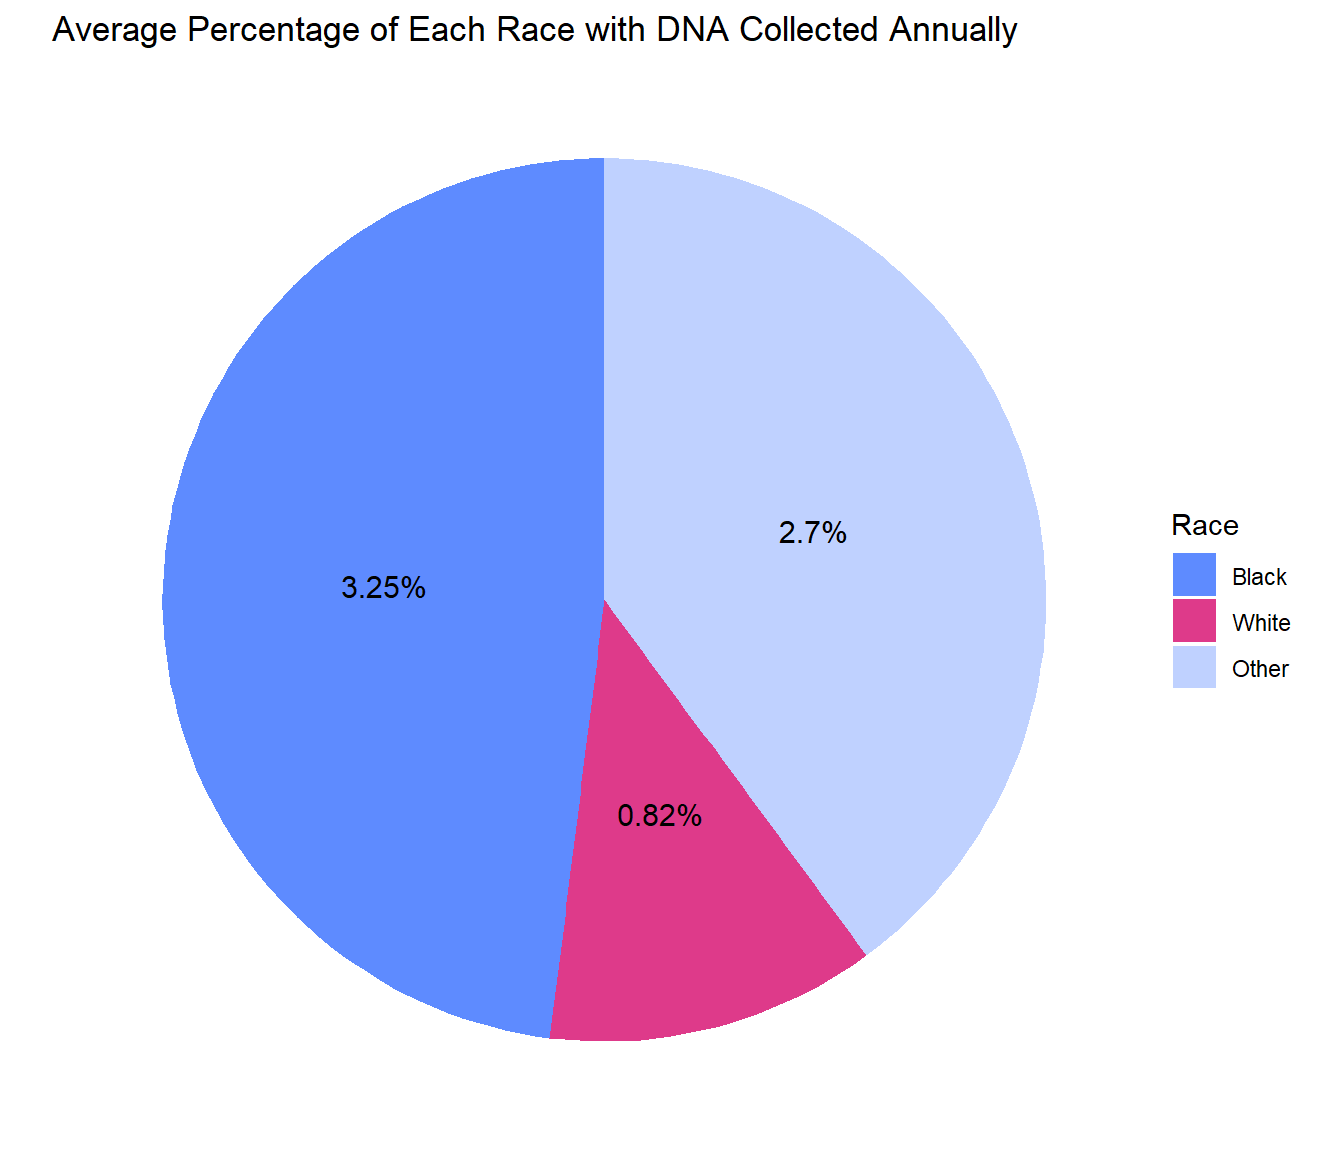 Average Percentage of Each Race with DNA Collected Annually
2.7%
3.25%
0.82%
Race
Black
White
Other